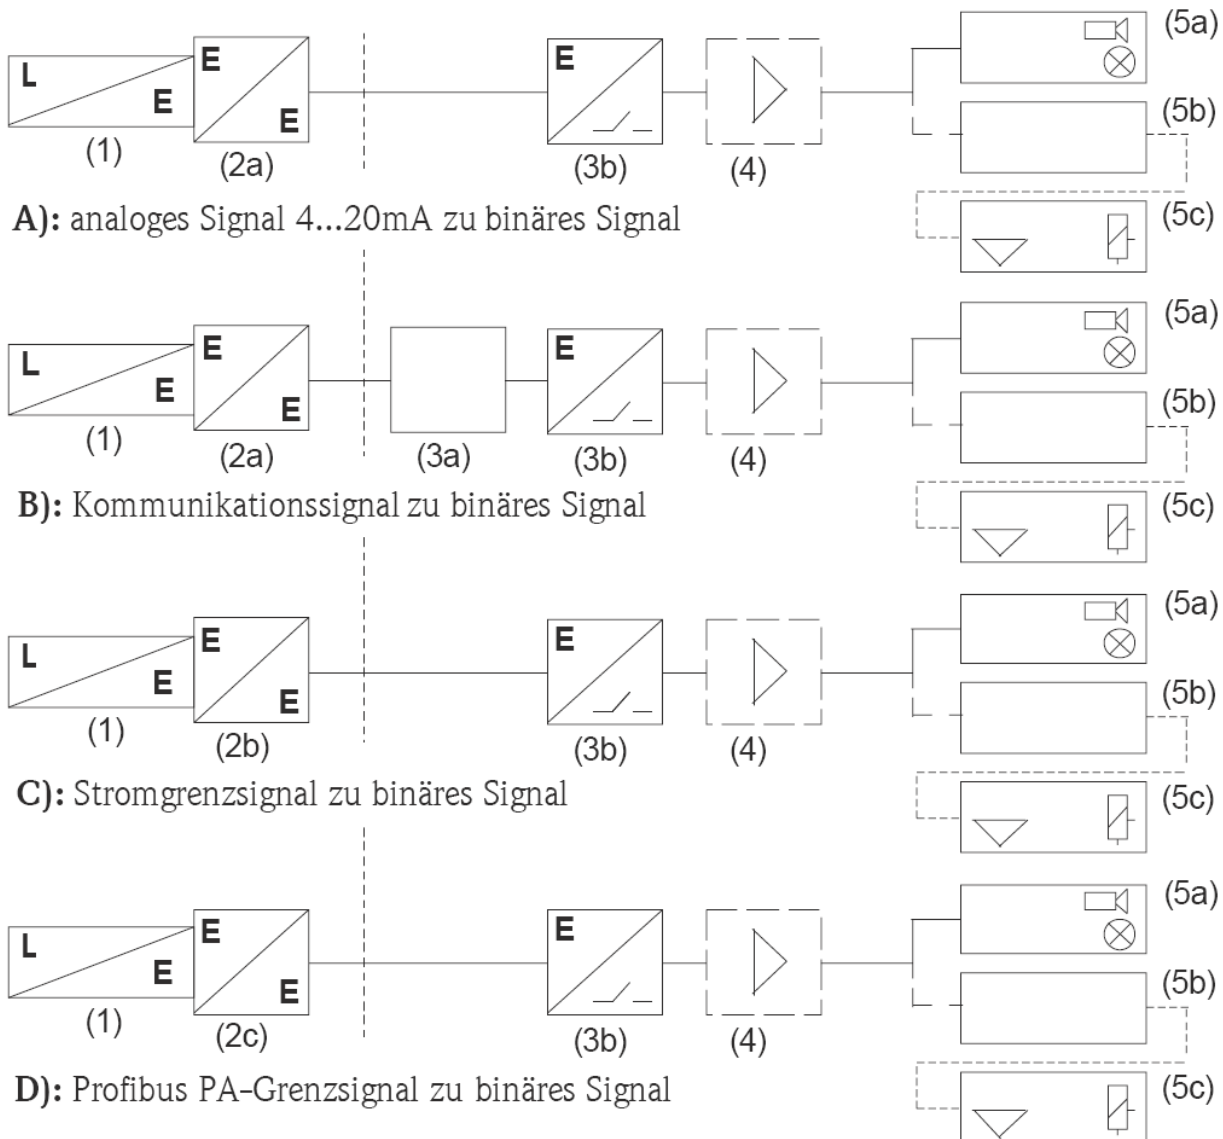 (5a)
L
E
E
E
E
(5b)
(1)
(2a)
(3b)
(4)
A): analoges Signal 4...20mA zu binäres Signal
(5c)
(5a)
L
E
E
E
E
(5b)
(1)
(2a)
(3a)
(3b)
(4)
B): Kommunikationssignal zu binäres Signal
(5c)
(5a)
L
E
E
E
E
(5b)
(1)
(2b)
(3b)
(4)
C): Stromgrenzsignal zu binäres Signal
(5c)
(5a)
L
E
E
E
E
(5b)
(1)
(2c)
(3b)
(4)
D): Profibus PA-Grenzsignal zu binäres Signal
(5c)